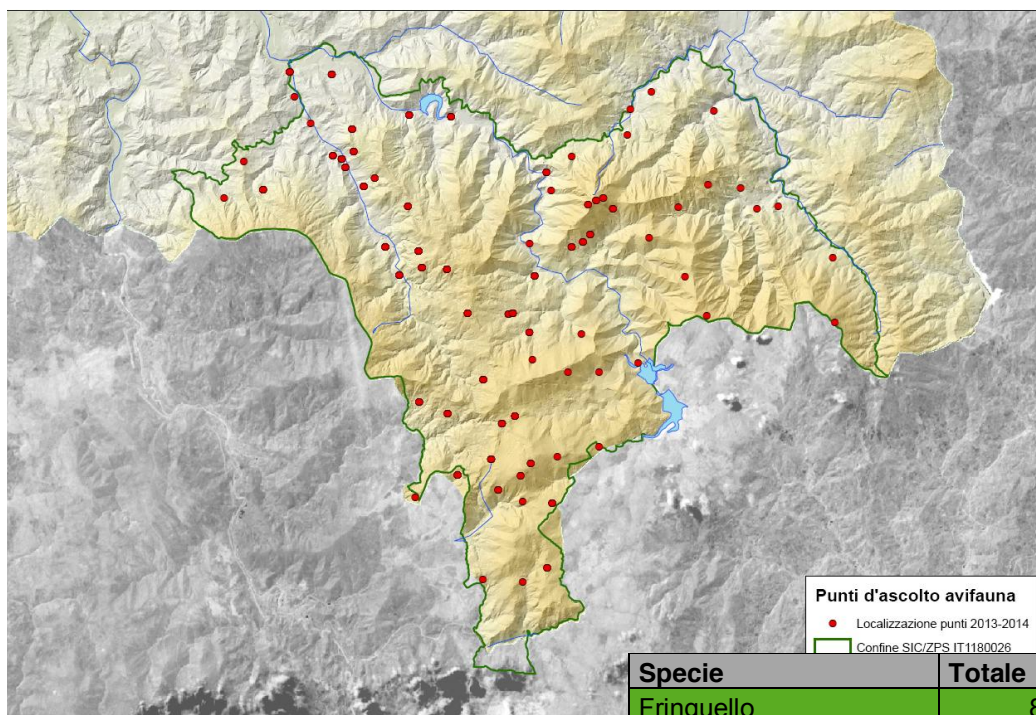 Punti d'ascolto avifauna
Localizzazione punti 2013-2014
Confine SIC/ZPS IT1180026
Specie Totale
Fringuello